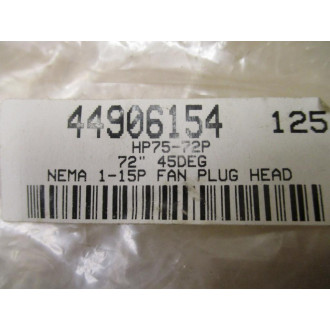 44906154 125
HP75-72P
72" 45DEG
NEMA 1-15P FAN PLUG HEAD